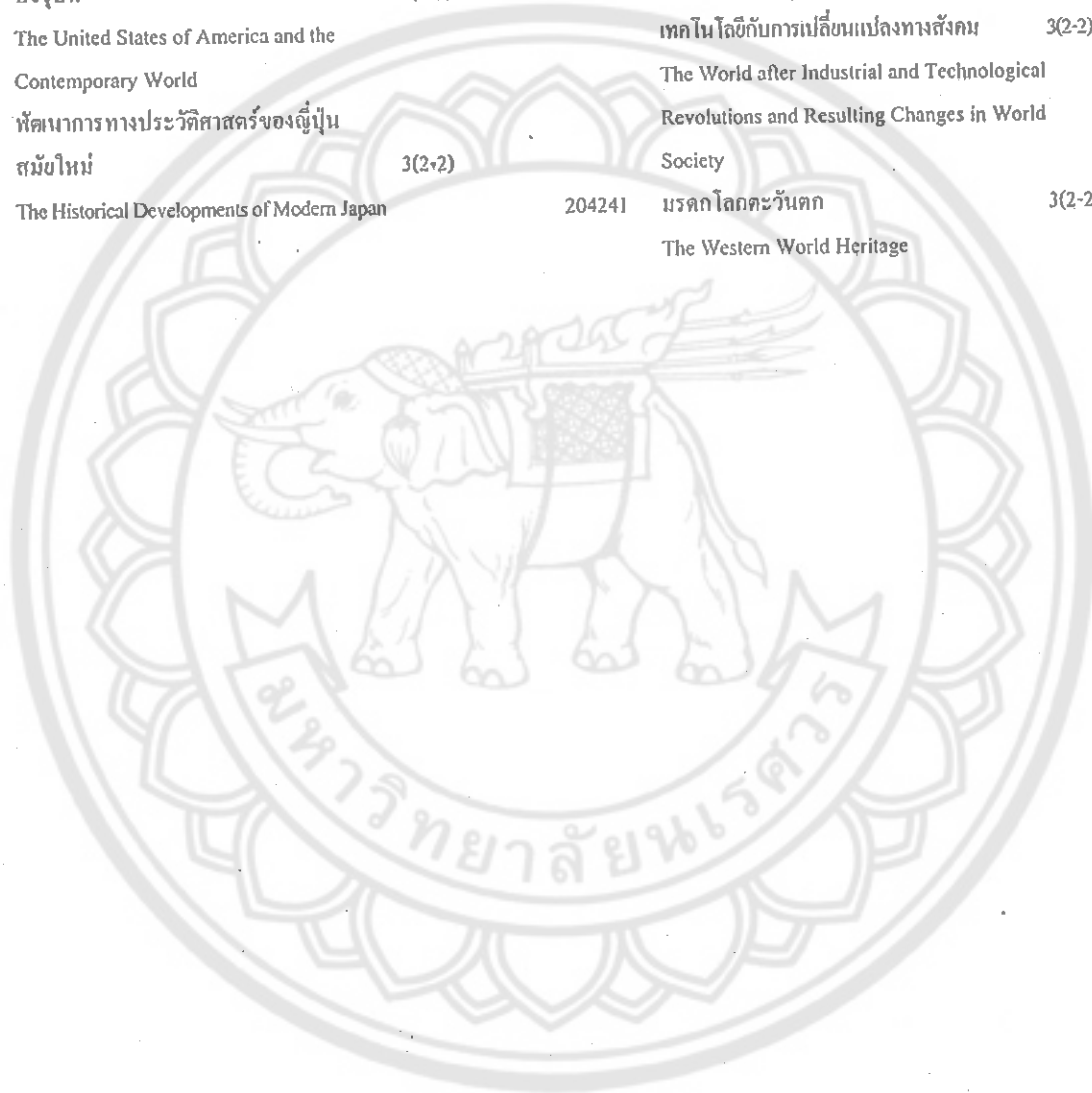 The United States of America and the
Contemporary World
พัฒนาการทางประวัติศาสตร์ของญี่ปุ่น
สมัยใหม่ 3(2-2)
The Historical Developments of Modern Japan
เทคโนโลยีกับการเปลี่ยนแปลงทางสังคม 3(2-2)
The World after Industrial and Technological
Revolutions and Resulting Changes in World
Society
204241 มรดกโลกตะวันตก 3(2-2
The Western World Heritage
มหาวิทยาลัยนเรศวร